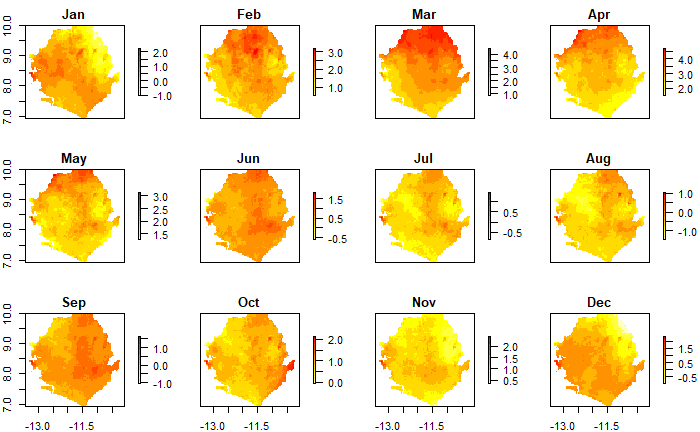 Jan Feb Mar Apr
10.0 9.0 8.0 7.0
2.0 1.0 0.0 -1.0
3.0 2.0 1.0
4.0 3.0 2.0 1.0
4.0 3.0 2.0
May Jun Jul Aug
10.0 9.0 8.0 7.0
3.0 2.5 2.0 1.5
1.5 0.5 -0.5
0.5 -0.5
1.0 0.0 -1.0
Sep Oct Nov Dec
10.0 9.0 8.0 7.0
1.0 0.0 -1.0
2.0 1.0 0.0
2.0 1.5 1.0 0.5
1.5 0.5 -0.5
-13.0 -11.5 -13.0 -11.5 -13.0 -11.5 -13.0 -11.5